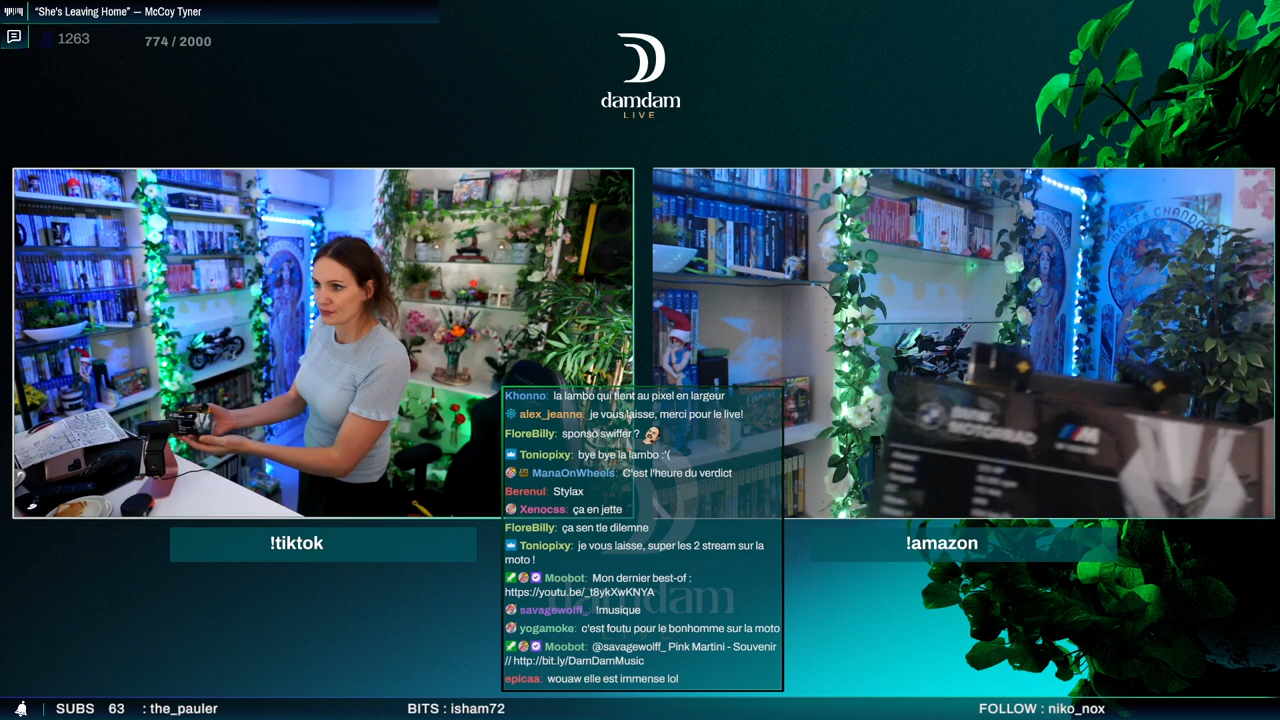 “She's Leaving Home” — McCoy Tyner
1263
774 / 2000
damdam
LIVE
MOËT & CHANDON
BMW
MOTORRAD
M
Khonno: la lambo qui tient au pixel en largeur
alex_jeanne: je vous laisse, merci pour le live!
FloreBilly: sponso swiffer ?
Toniopixy: bye bye la lambo :'(
ManaOnWheels: C'est l'heure du verdict
Berenul: Stylax
Xenocss: ça en jette
FloreBilly: ça sen tle dilemne
Toniopixy: je vous laisse, super les 2 stream sur la
moto !
Moobot: Mon dernier best-of :
https://youtu.be/_t8ykXwKNYA
savagewolff_: !musique
yogamoke: c'est foutu pour le bonhomme sur la moto
Moobot: @savagewolff_ Pink Martini - Souvenir
// http://bit.ly/DamDamMusic
epicaa: wouaw elle est immense lol
damdam
!tiktok
!amazon
SUBS 63 : the_pauler
BITS : isham72
FOLLOW : niko_nox